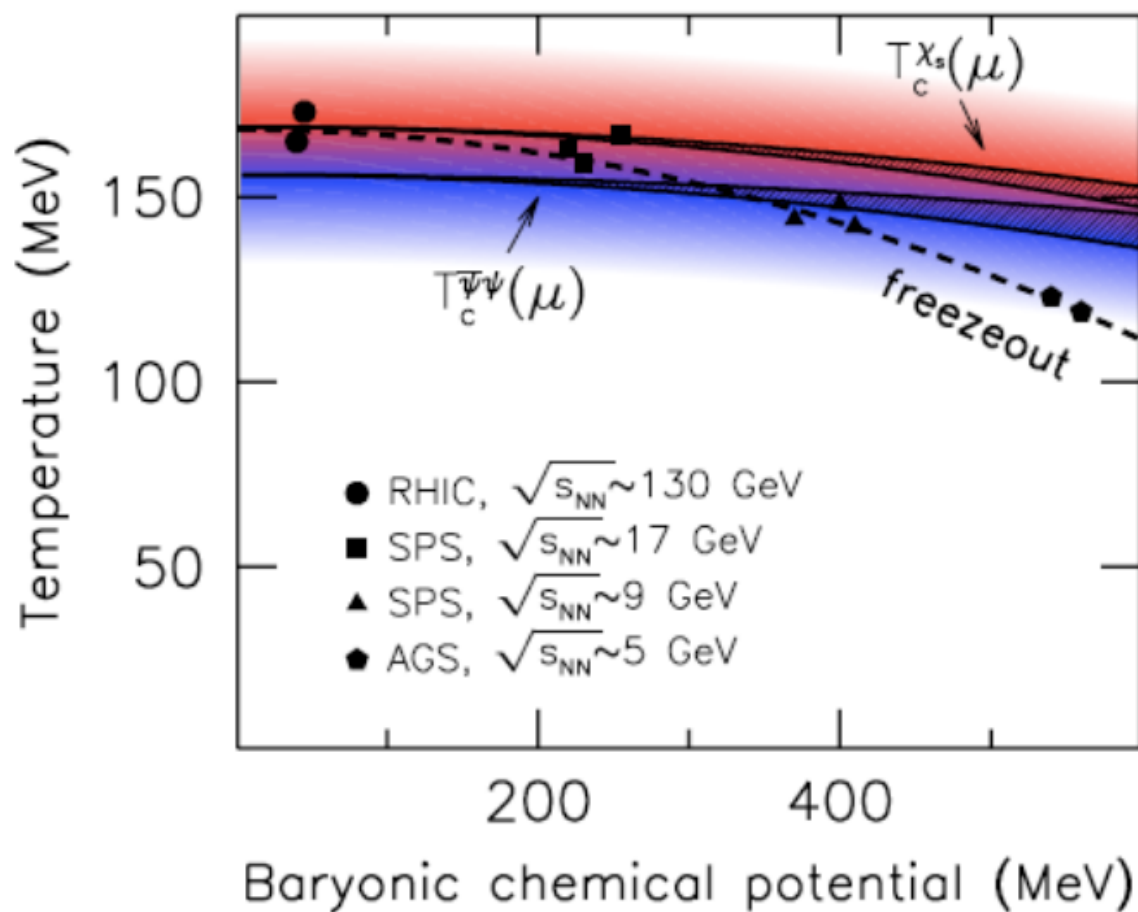 T_c^{χ_s}(μ)
150
T_c^{ψ̄ψ}(μ)
freezeout
100
RHIC, √s_NN ~130 GeV
SPS, √s_NN ~17 GeV
50
SPS, √s_NN ~9 GeV
AGS, √s_NN ~5 GeV
Temperature (MeV)
200 400
Baryonic chemical potential (MeV)